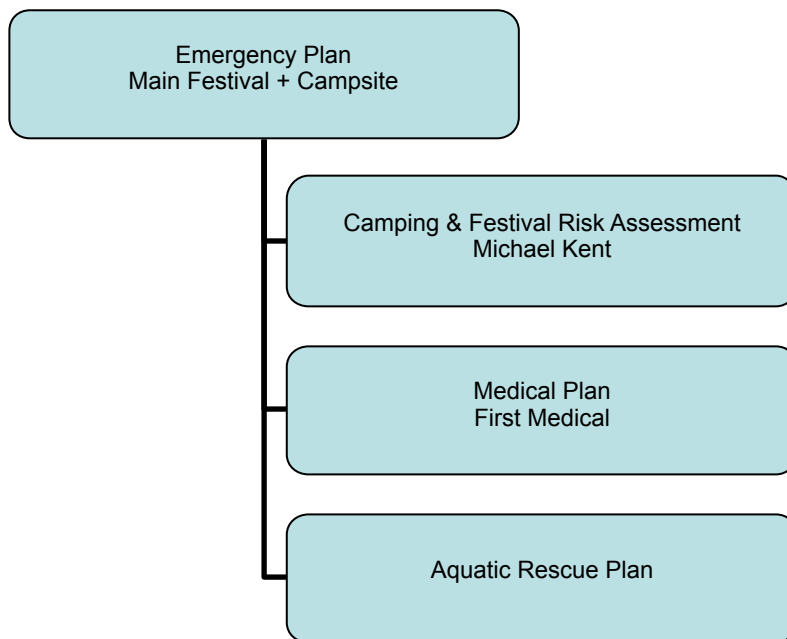 Emergency Plan
Main Festival + Campsite
Camping & Festival Risk Assessment
Michael Kent
Medical Plan
First Medical
Aquatic Rescue Plan